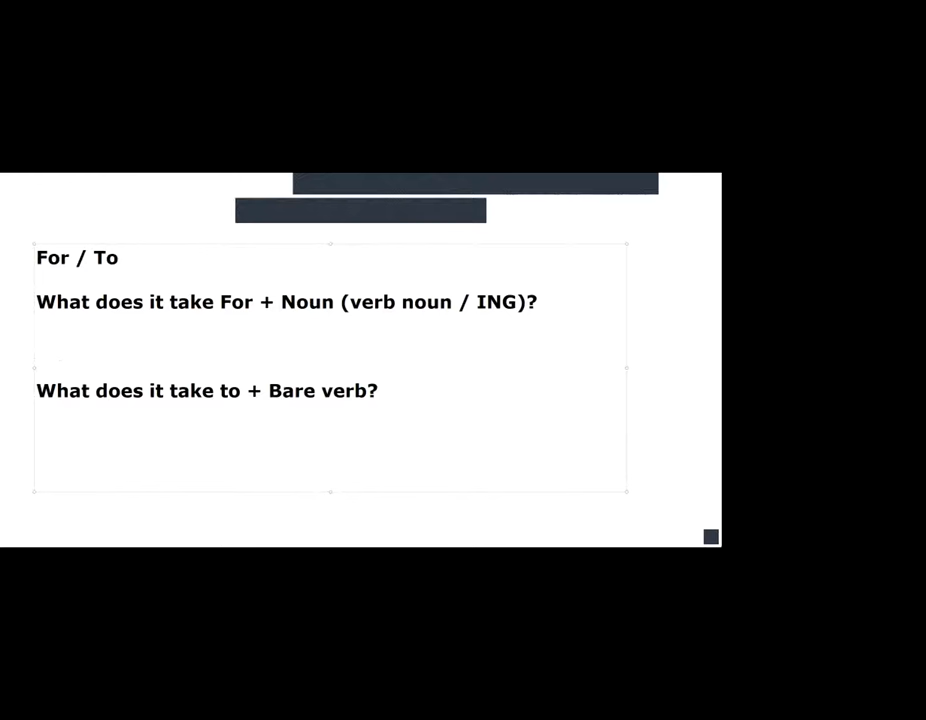 For / To
What does it take For + Noun (verb noun / ING)?
What does it take to + Bare verb?